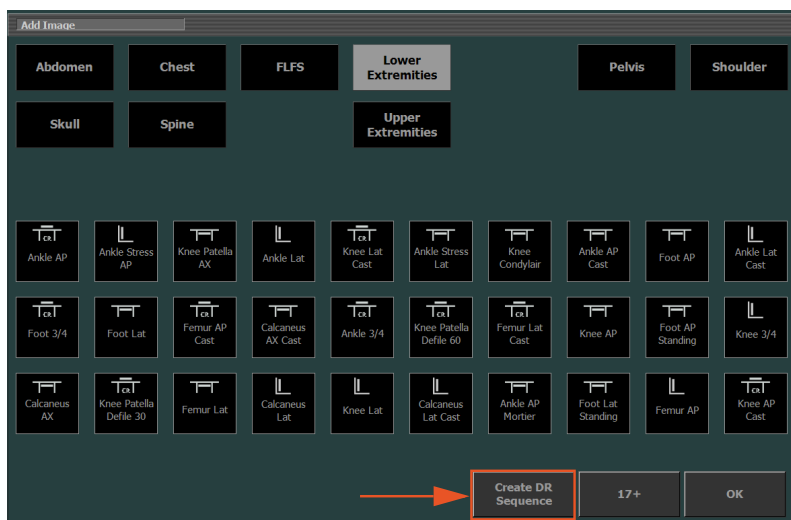 Add Image
Abdomen
Chest
FLFS
Lower
Extremities
Pelvis
Shoulder
Skull
Spine
Upper
Extremities
CR
Ankle AP
Ankle Stress
AP
Knee Patella
AX
Ankle Lat
CR
Knee Lat
Cast
Ankle Stress
Lat
Knee
Condylair
Ankle AP
Cast
Foot AP
Ankle Lat
Cast
CR
Foot 3/4
Foot Lat
CR
Femur AP
Cast
Calcaneus
AX Cast
CR
Ankle 3/4
CR
Knee Patella
Defile 60
CR
Femur Lat
Cast
Knee AP
Foot AP
Standing
Knee 3/4
Calcaneus
AX
CR
Knee Patella
Defile 30
Femur Lat
Calcaneus
Lat
Knee Lat
Calcaneus
Lat Cast
Ankle AP
Mortier
Foot Lat
Standing
Femur AP
CR
Knee AP
Cast
Create DR
Sequence
17+
OK